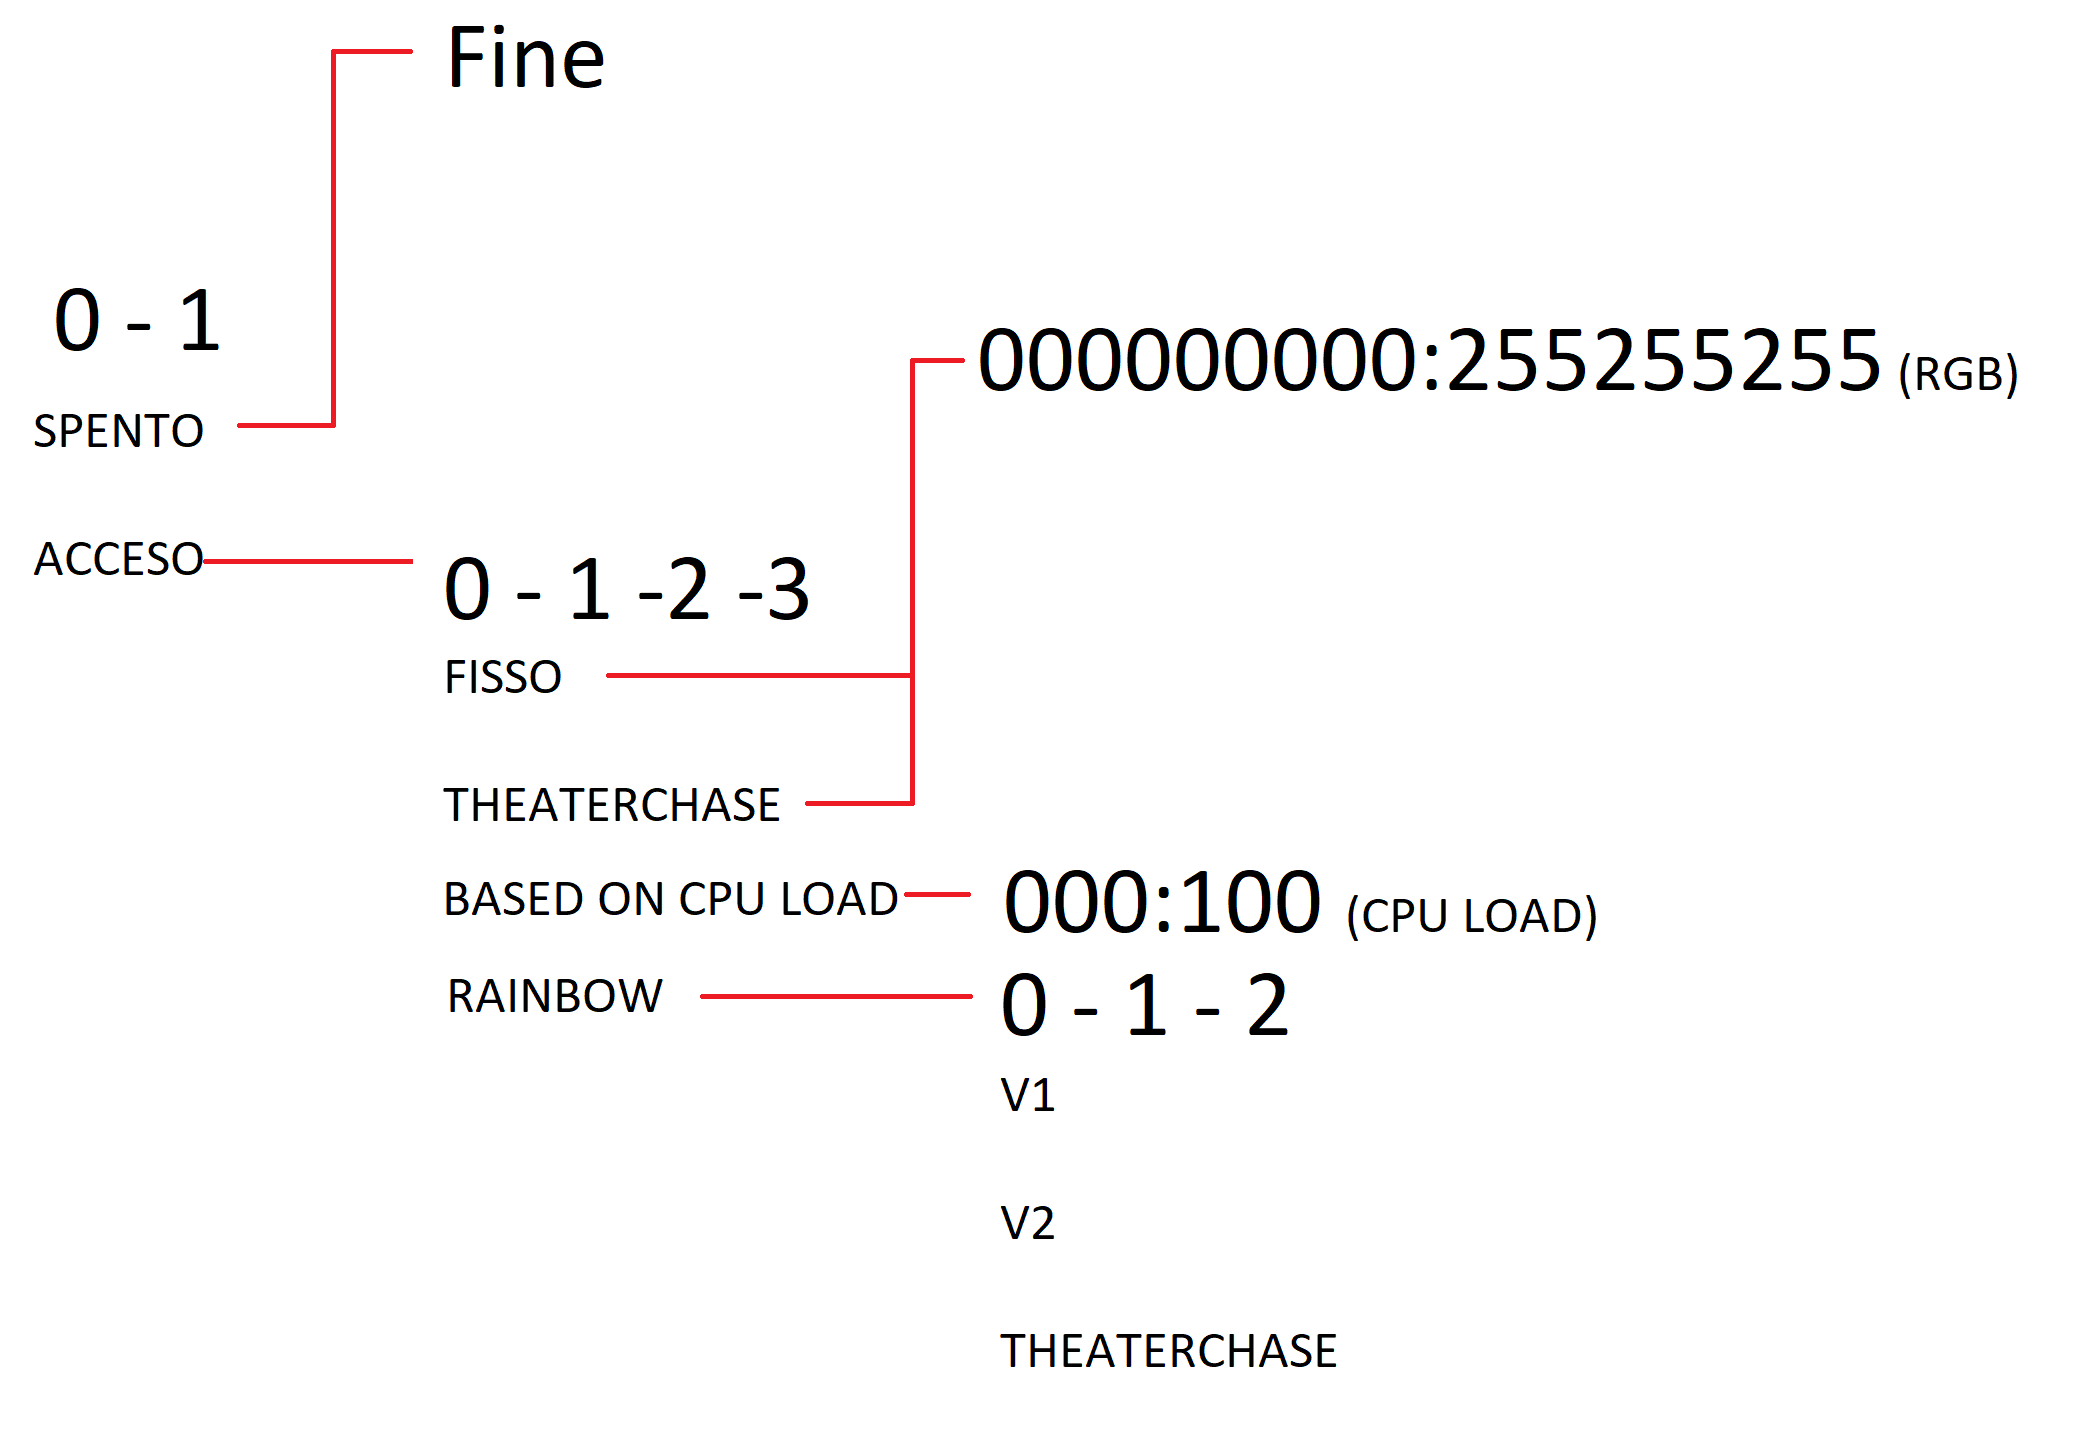 Fine
0 - 1
SPENTO
000000000:255255255 (RGB)
ACCESO
0 - 1 -2 -3
FISSO
THEATERCHASE
BASED ON CPU LOAD
000:100 (CPU LOAD)
RAINBOW
0 - 1 - 2
V1
V2
THEATERCHASE